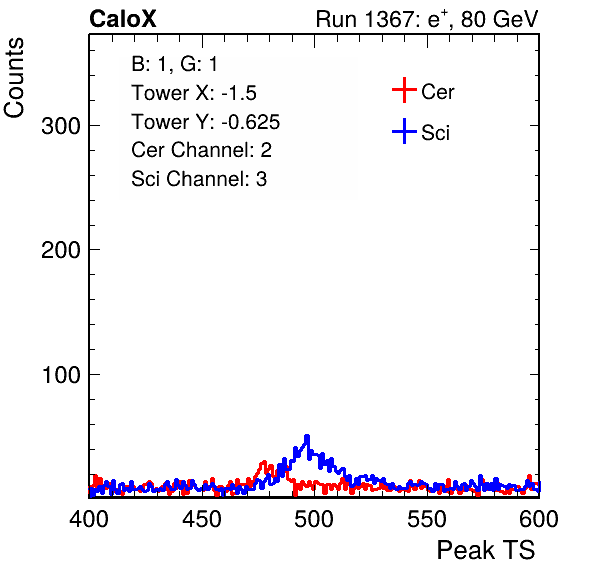 CaloX Run 1367: e⁺, 80 GeV
B: 1, G: 1
Tower X: -1.5
Tower Y: -0.625
Cer Channel: 2
Sci Channel: 3
Cer
Sci
Counts
300
200
100
400 450 500 550 600
Peak TS